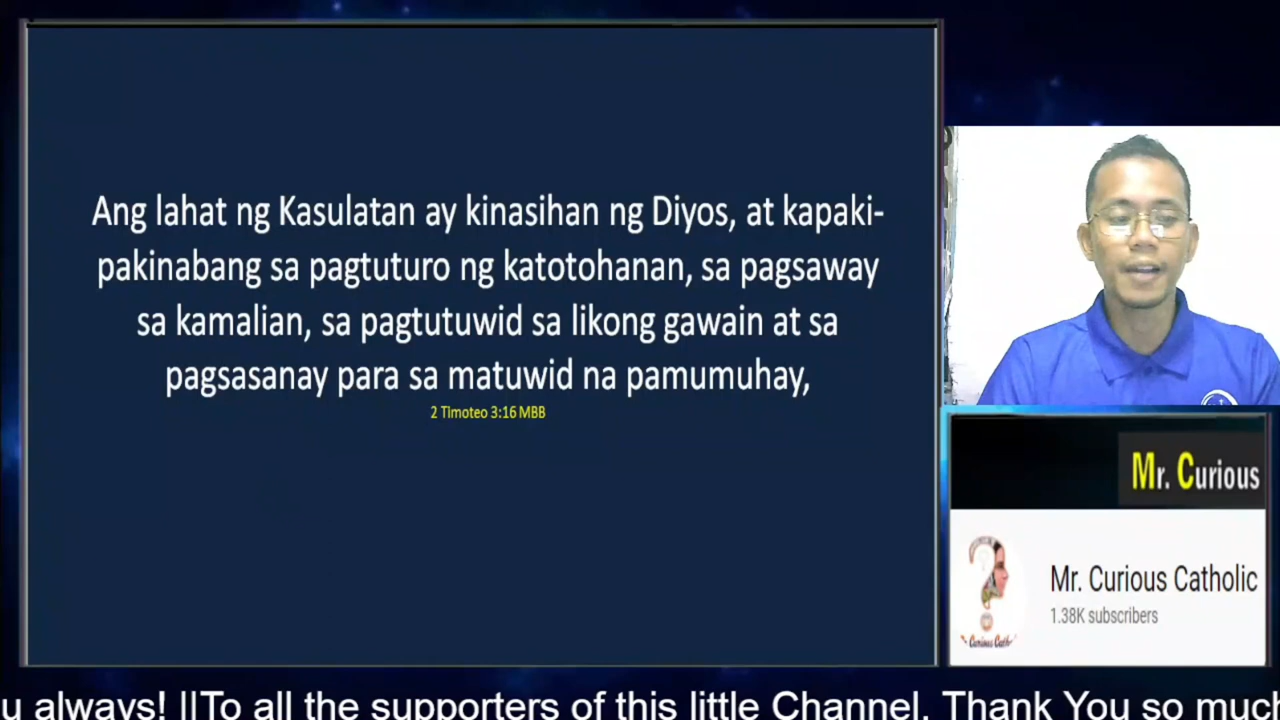 Ang lahat ng Kasulatan ay kinasihan ng Diyos, at kapaki-
pakinabang sa pagtuturo ng katotohanan, sa pagsaway
sa kamalian, sa pagtutuwid sa likong gawain at sa
pagsasanay para sa matuwid na pamumuhay,
2 Timoteo 3:16 MBB
Mr. Curious
Mr. Curious Catholic
1.38K subscribers
u always! ||To all the supporters of this little Channel. Thank You so much